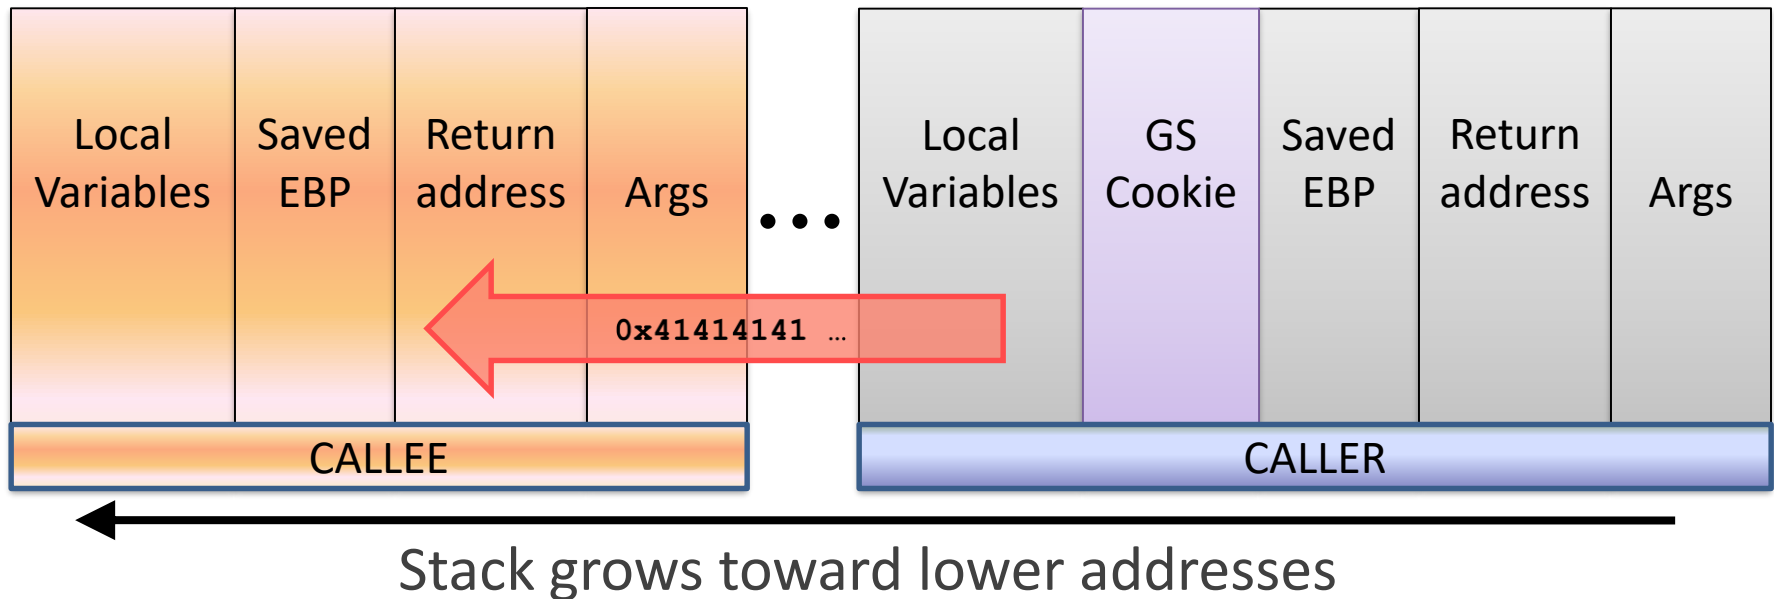 Local
Variables
Saved
EBP
Return
address
Args
Local
Variables
GS
Cookie
Saved
EBP
Return
address
Args
0x41414141 …
CALLEE
CALLER
Stack grows toward lower addresses